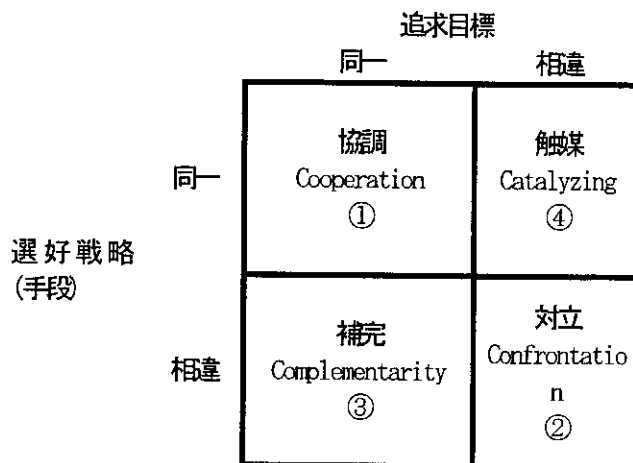 追求目標
同一 相違
同一
協調
Cooperation
①
触媒
Catalyzing
④
選好戦略
(手段)
相違
補完
Complementarity
③
対立
Confrontatio
n
②